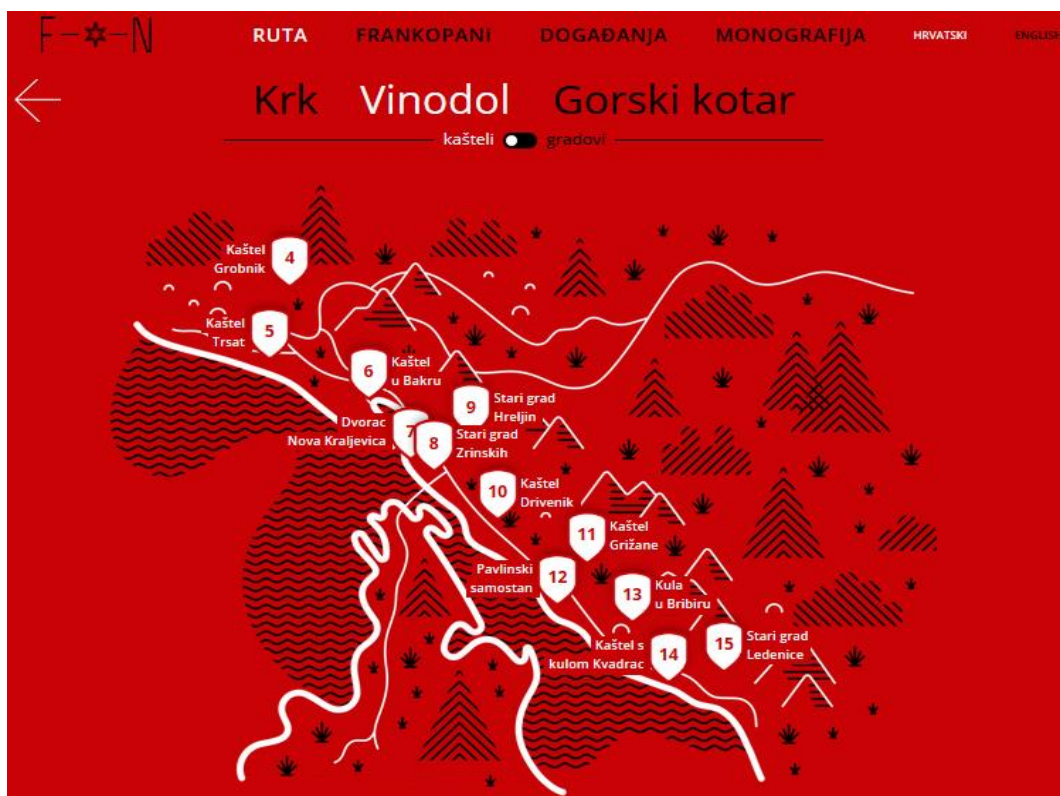 F N RUTA FRANKOPANI DOGAĐANJA MONOGRAFIJA HRVATSKI ENGLISH
Krk Vinodol Gorski kotar
kašteli gradovi
Kaštel
Grobnik
4
Kaštel
Trsat
5
6
Kaštel
u Bakru
Dvorac
Nova Kraljevica
7
8
Stari grad
Zrinskih
9
Stari grad
Hreljin
10
Kaštel
Drivenik
11
Kaštel
Grižane
Pavlinski
samostan
12
13
Kula
u Bribiru
Kaštel s
kulom Kvadrac
14
15
Stari grad
Ledenice